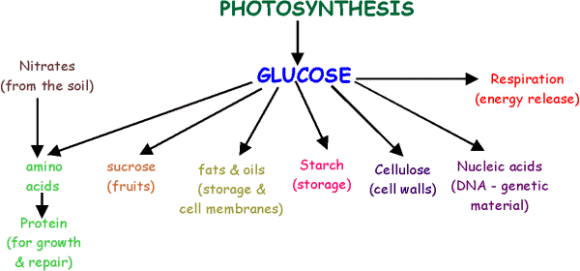 PHOTOSYNTHESIS
GLUCOSE
Nitrates
(from the soil)
Respiration
(energy release)
amino
acids
sucrose
(fruits)
fats & oils
(storage &
cell membranes)
Starch
(storage)
Cellulose
(cell walls)
Nucleic acids
(DNA - genetic
material)
Protein
(for growth
& repair)